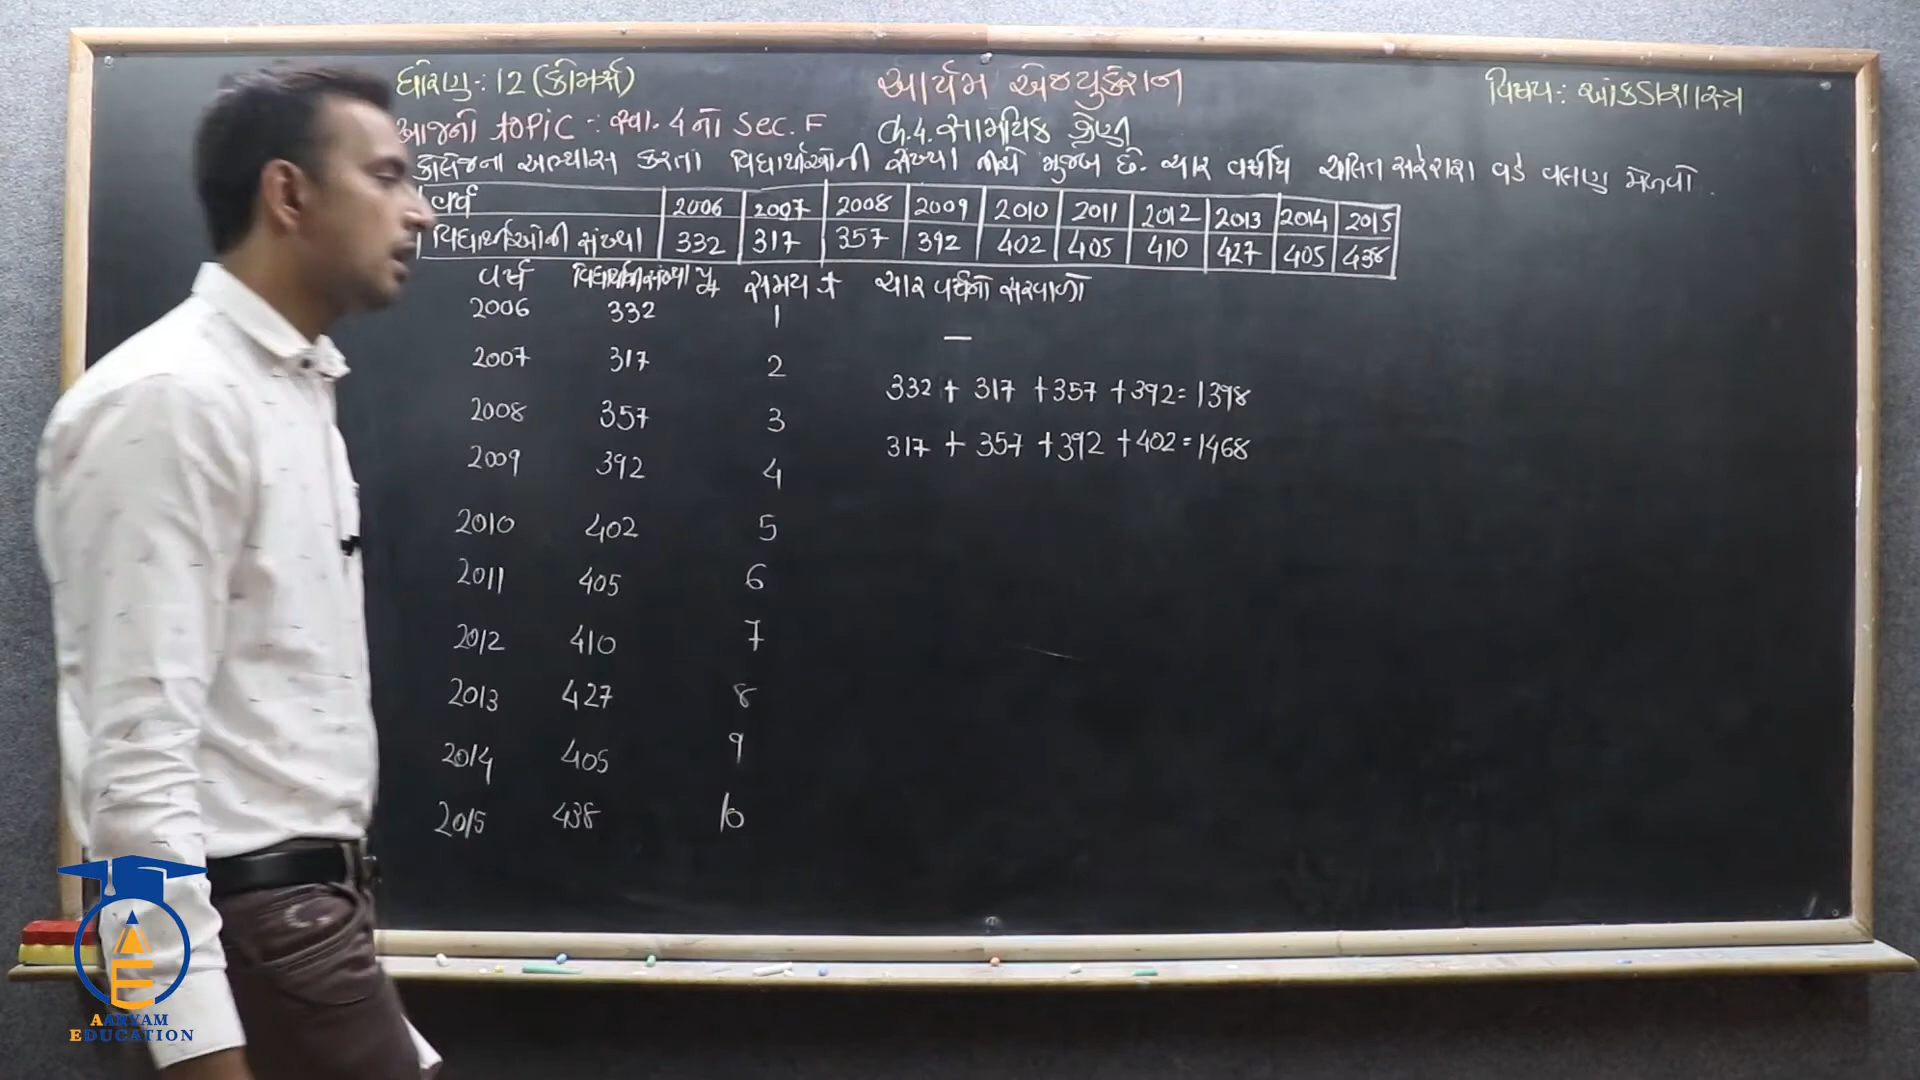 ધોરણ:- 12 (કોમર્સ)
આર્યમ એજ્યુકેશન
વિષય:- આંકડાશાસ્ત્ર
આજનો topic :- સ્વા. 4 નો Sec. F
ch.4. સામયિક શ્રેણી
કોલેજના અભ્યાસ કરતા વિદ્યાર્થીઓની સંખ્યા નીચે મુજબ છે. ચાર વર્ષીય ચલિત સરેરાશ વડે વલણ મેળવો.
વર્ષ 2006 2007 2008 2009 2010 2011 2012 2013 2014 2015
વિદ્યાર્થીઓની સંખ્યા 332 317 357 392 402 405 410 427 405 438
વર્ષ વિદ્યાર્થીની સંખ્યા yt સમય t ચાર વર્ષનો સરવાળો
2006 332 1
—
2007 317 2
332 + 317 + 357 + 392 = 1398
2008 357 3
317 + 357 + 392 + 402 = 1468
2009 392 4
2010 402 5
2011 405 6
2012 410 7
2013 427 8
2014 405 9
2015 438 10
AARYAM
EDUCATION